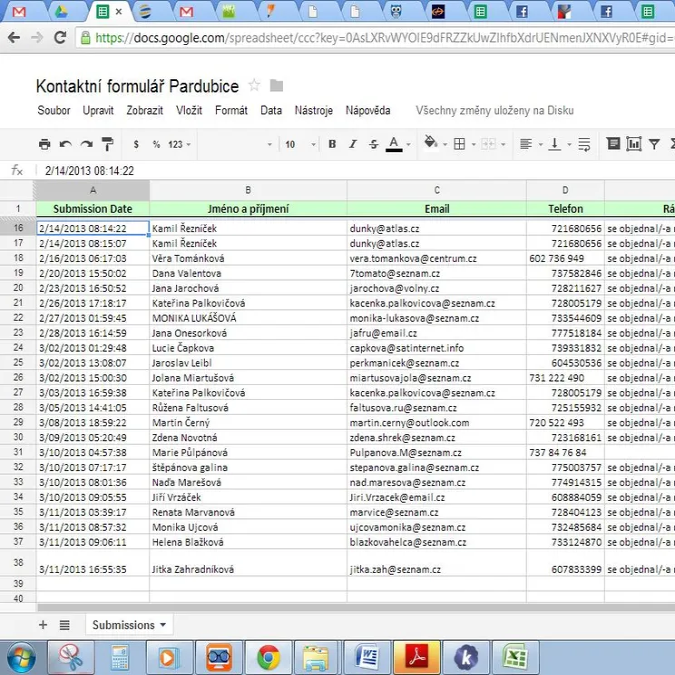 https://docs.google.com/spreadsheet/ccc?key=0AsLXRvWYOlE9dFRZZkUwZlhfbXdrUENmenJXNXVyR0E#gid=
Kontaktní formulář Pardubice
Soubor Upravit Zobrazit Vložit Formát Data Nástroje Nápověda Všechny změny uloženy na Disku
$ % 123 10 B I S A
fx 2/14/2013 08:14:22
A B C D
1 Submission Date Jméno a příjmení Email Telefon Rá
16 2/14/2013 08:14:22 Kamil Řezníček dunky@atlas.cz 721680656 se objednal/-a
17 2/14/2013 08:15:07 Kamil Řezníček dunky@atlas.cz 721680656 se objednal/-a
18 2/16/2013 06:17:03 Věra Tománková vera.tomankova@centrum.cz 602 736 949 se objednal/-a
19 2/20/2013 15:50:02 Dana Valentova 7tomato@seznam.cz 737582846 se objednal/-a
20 2/23/2013 16:50:52 Jana Jarochová jarochova@volny.cz 728211627 se objednal/-a
21 2/26/2013 17:18:17 Kateřina Palkovičová kacenka.palkovicova@seznam.cz 728005179 se objednal/-a
22 2/27/2013 01:59:45 MONIKA LUKÁŠOVÁ monika-lukasova@seznam.cz 733544609 se objednal/-a
23 2/28/2013 16:14:59 Jana Onesorková jafru@email.cz 777518184 se objednal/-a
24 3/02/2013 01:29:48 Lucie Čapkova capkova@satinternet.info 739331832 se objednal/-a
25 3/02/2013 13:08:07 Jaroslav Leibl perkmanicek@seznam.cz 604530536 se objednal/-a
26 3/02/2013 15:00:30 Jolana Miartušová miartusovajola@seznam.cz 731 222 490 se objednal/-a
27 3/03/2013 16:59:38 Kateřina Palkovičová kacenka.palkovicova@seznam.cz 728005179 se objednal/-a
28 3/05/2013 14:41:05 Růžena Faltusová faltusova.ru@seznam.cz 725155932 se objednal/-a
29 3/08/2013 18:59:22 Martin Černý martin.cerny@outlook.com 720 522 493 se objednal/-a
30 3/09/2013 05:20:49 Zdena Novotná zdena.shrek@seznam.cz 723168161 se objednal/-a
31 3/10/2013 04:57:38 Marie Půlpánová Pulpanova.M@seznam.cz 737 84 76 84
32 3/10/2013 07:17:17 štěpánova galina stepanova.galina@seznam.cz 775003757 se objednal/-a
33 3/10/2013 08:01:36 Naďa Marešová nad.maresova@seznam.cz 774914315 se objednal/-a
34 3/10/2013 09:05:55 Jiří Vrzáček Jiri.Vrzacek@email.cz 608884059 se objednal/-a
35 3/11/2013 03:39:17 Renata Marvanová marvice@seznam.cz 728404123 se objednal/-a
36 3/11/2013 08:57:32 Monika Ujcová ujcovamonika@seznam.cz 732485684 se objednal/-a
37 3/11/2013 09:06:11 Helena Blažková blazkovahelca@seznam.cz 733124870 se objednal/-a
38 3/11/2013 16:55:35 Jitka Zahradníková jitka.zah@seznam.cz 607833399 se objednal/-a
39
40
Submissions